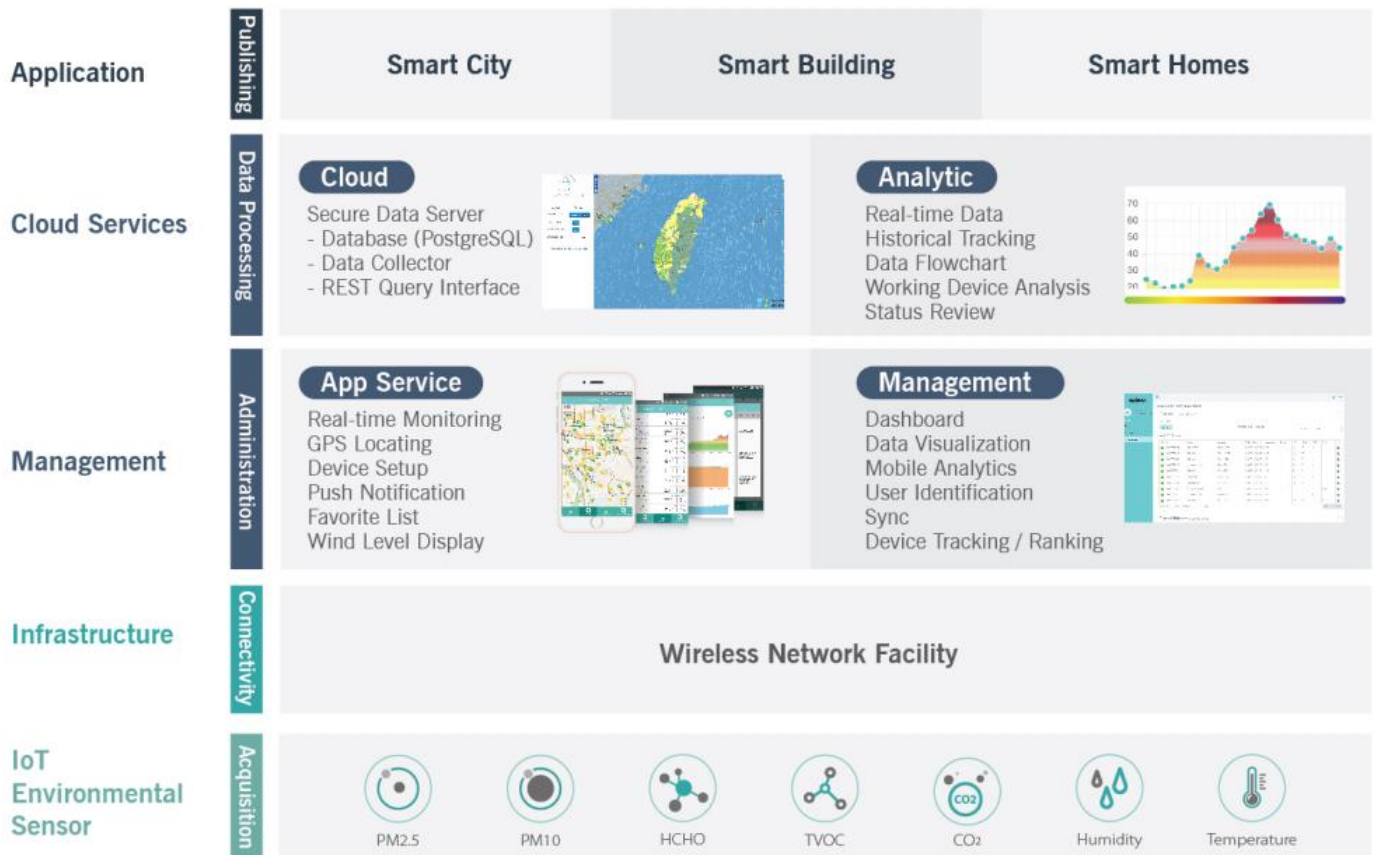 Application
Publishing
Smart City
Smart Building
Smart Homes
Cloud Services
Data Processing
Cloud
Secure Data Server
- Database (PostgreSQL)
- Data Collector
- REST Query Interface
Analytic
Real-time Data
Historical Tracking
Data Flowchart
Working Device Analysis
Status Review
70
60
50
40
30
20
Management
Administration
App Service
Real-time Monitoring
GPS Locating
Device Setup
Push Notification
Favorite List
Wind Level Display
Management
Dashboard
Data Visualization
Mobile Analytics
User Identification
Sync
Device Tracking / Ranking
Infrastructure
Connectivity
Wireless Network Facility
IoT
Environmental
Sensor
Acquisition
PM2.5
PM10
HCHO
TVOC
CO2
CO2
Humidity
Temperature